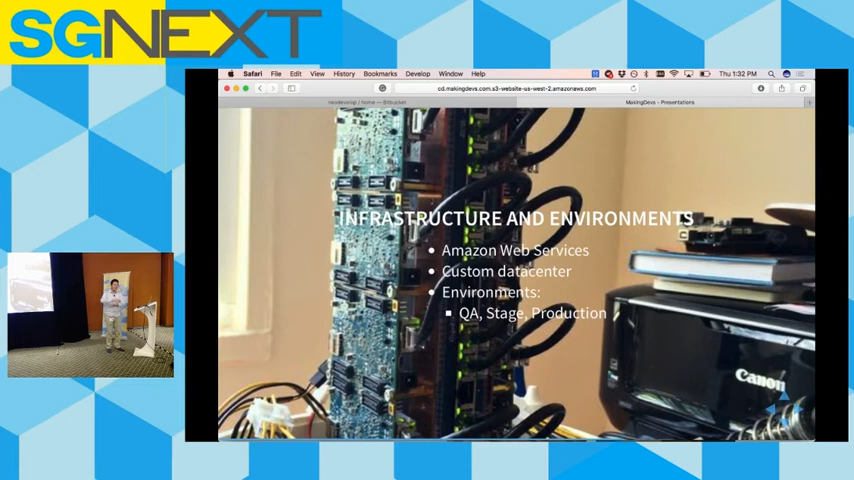 SGNEXT
Safari File Edit View History Bookmarks Develop Window Help
Thu 1:32 PM
cd.makingdevs.com.s3-website-us-west-2.amazonaws.com
MakingDevs - Presentations
INFRASTRUCTURE AND ENVIRONMENTS
Amazon Web Services
Custom datacenter
Environments:
QA, Stage, Production
Canon